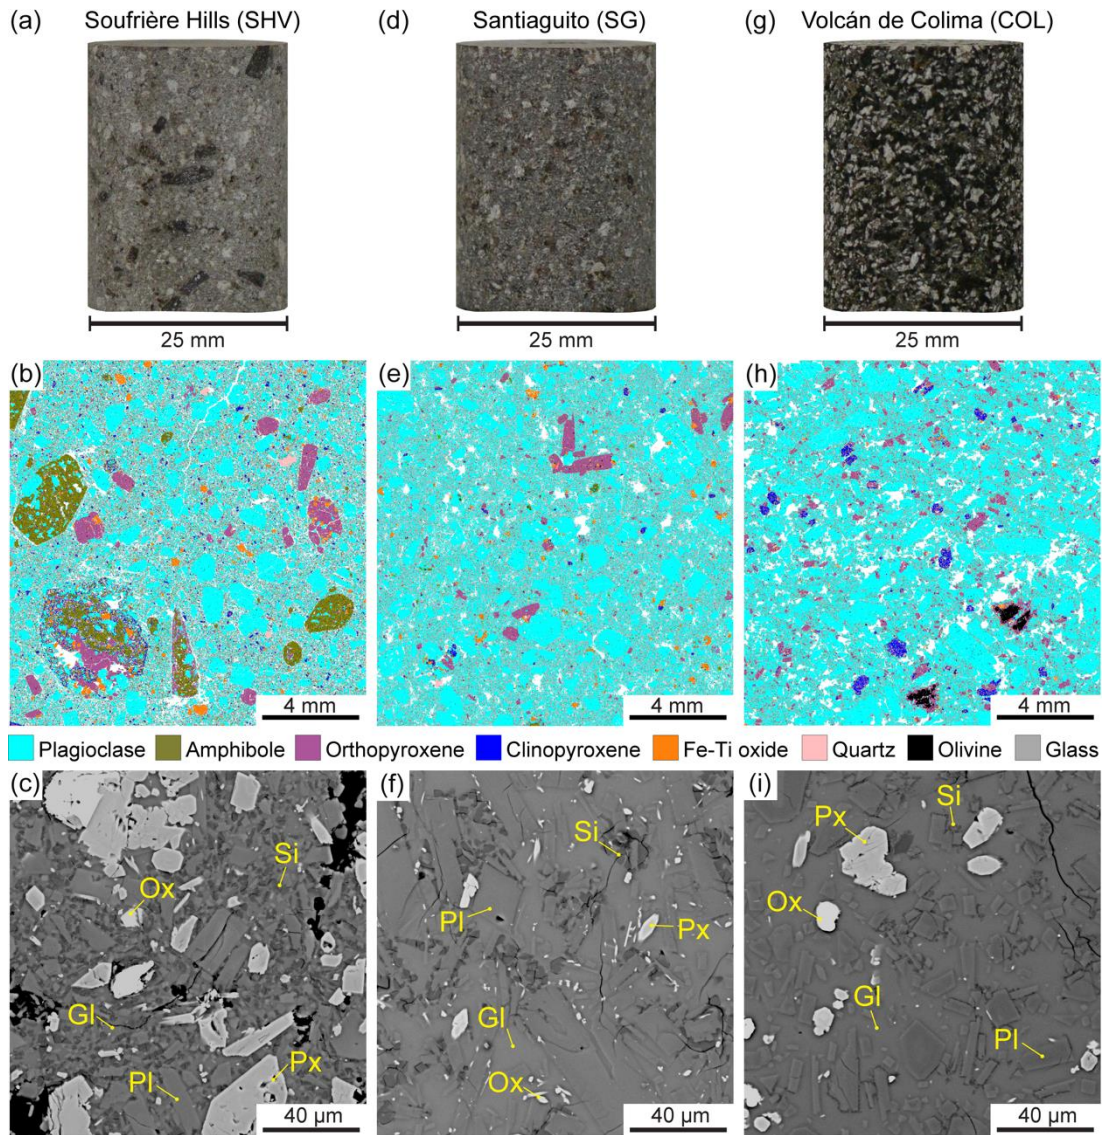 (a) Soufrière Hills (SHV) (d) Santiaguito (SG) (g) Volcán de Colima (COL)
25 mm 25 mm 25 mm
(b) (e) (h)
4 mm 4 mm 4 mm
Plagioclase Amphibole Orthopyroxene Clinopyroxene Fe-Ti oxide Quartz Olivine Glass
(c) (f) (i)
Si Si Si
Px
Ox Pl Px Ox
Gl Gl Gl
Pl Px Ox Pl
40 µm 40 µm 40 µm